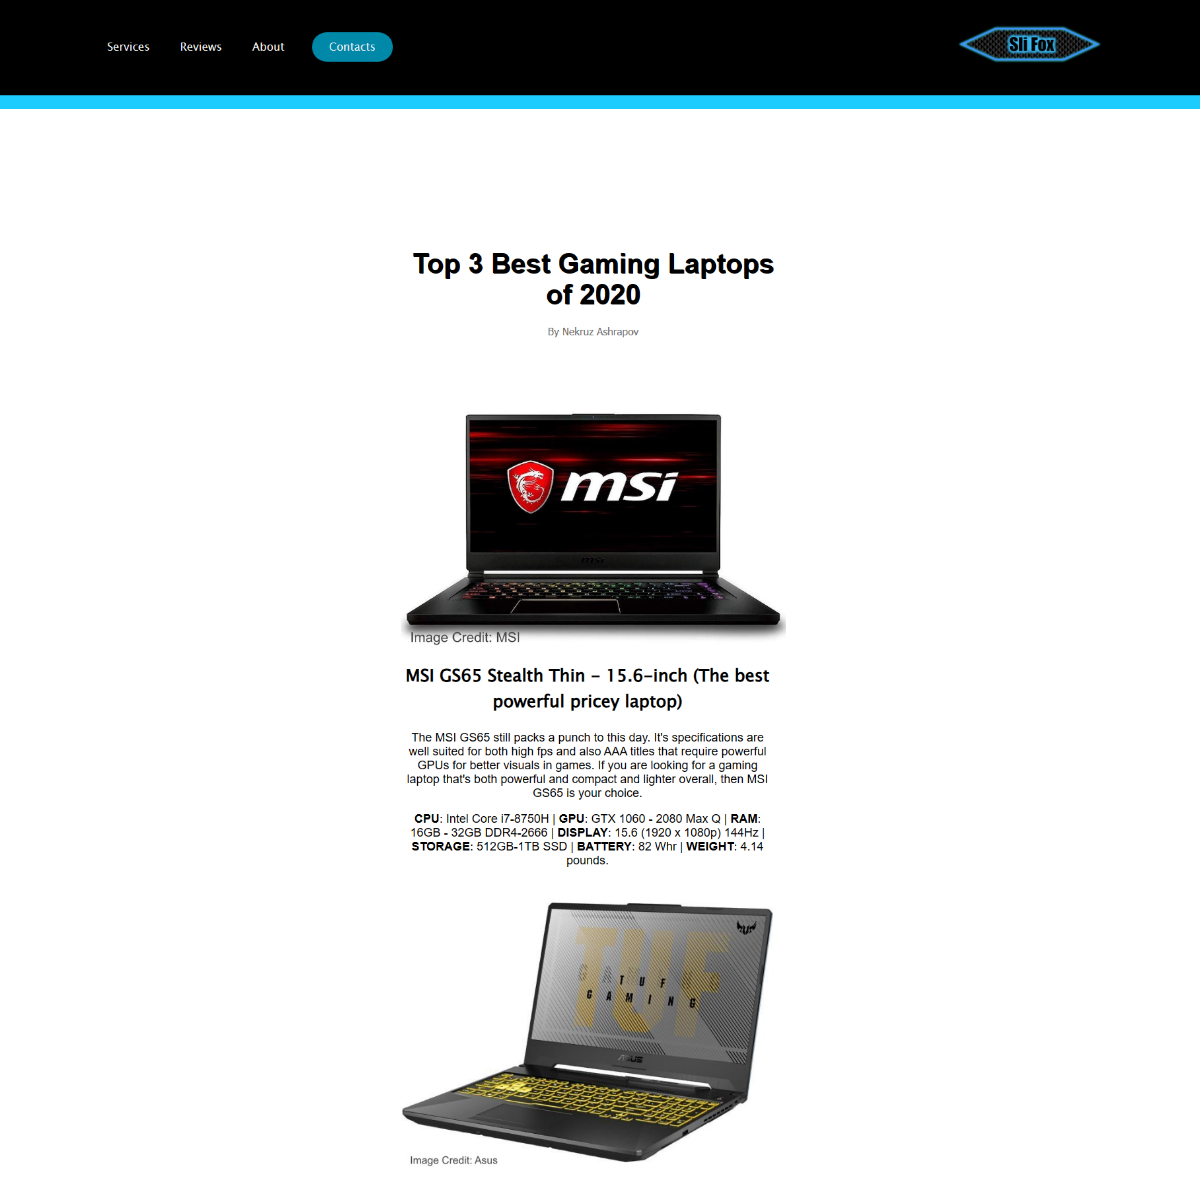 Services Reviews About Contacts
Sli Fox
Top 3 Best Gaming Laptops
of 2020
By Nekruz Ashrapov
msi
msi
Image Credit: MSI
MSI GS65 Stealth Thin - 15.6-inch (The best
powerful pricey laptop)
The MSI GS65 still packs a punch to this day. It's specifications are
well suited for both high fps and also AAA titles that require powerful
GPUs for better visuals in games. If you are looking for a gaming
laptop that's both powerful and compact and lighter overall, then MSI
GS65 is your choice.
CPU: Intel Core i7-8750H | GPU: GTX 1060 - 2080 Max Q | RAM:
16GB - 32GB DDR4-2666 | DISPLAY: 15.6 (1920 x 1080p) 144Hz |
STORAGE: 512GB-1TB SSD | BATTERY: 82 Whr | WEIGHT: 4.14
pounds.
TUF
TUF
GAMING
ASUS
Image Credit: Asus